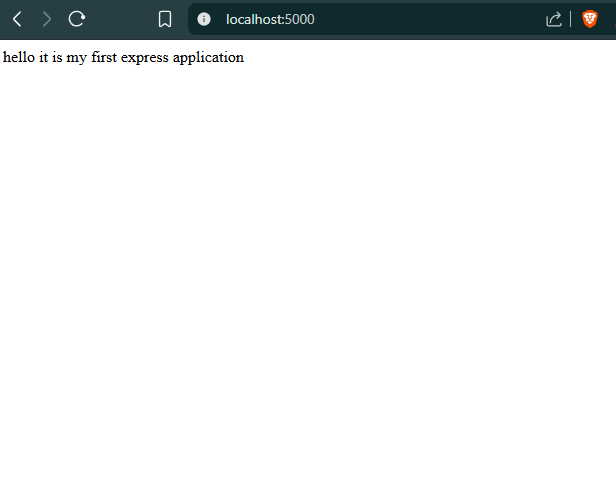 localhost:5000
hello it is my first express application